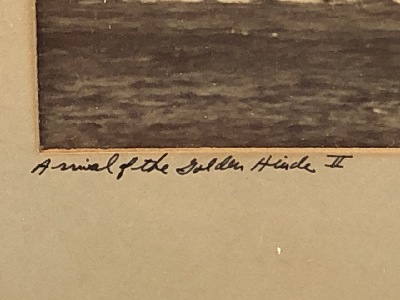 Arrival of the Golden Hinde II